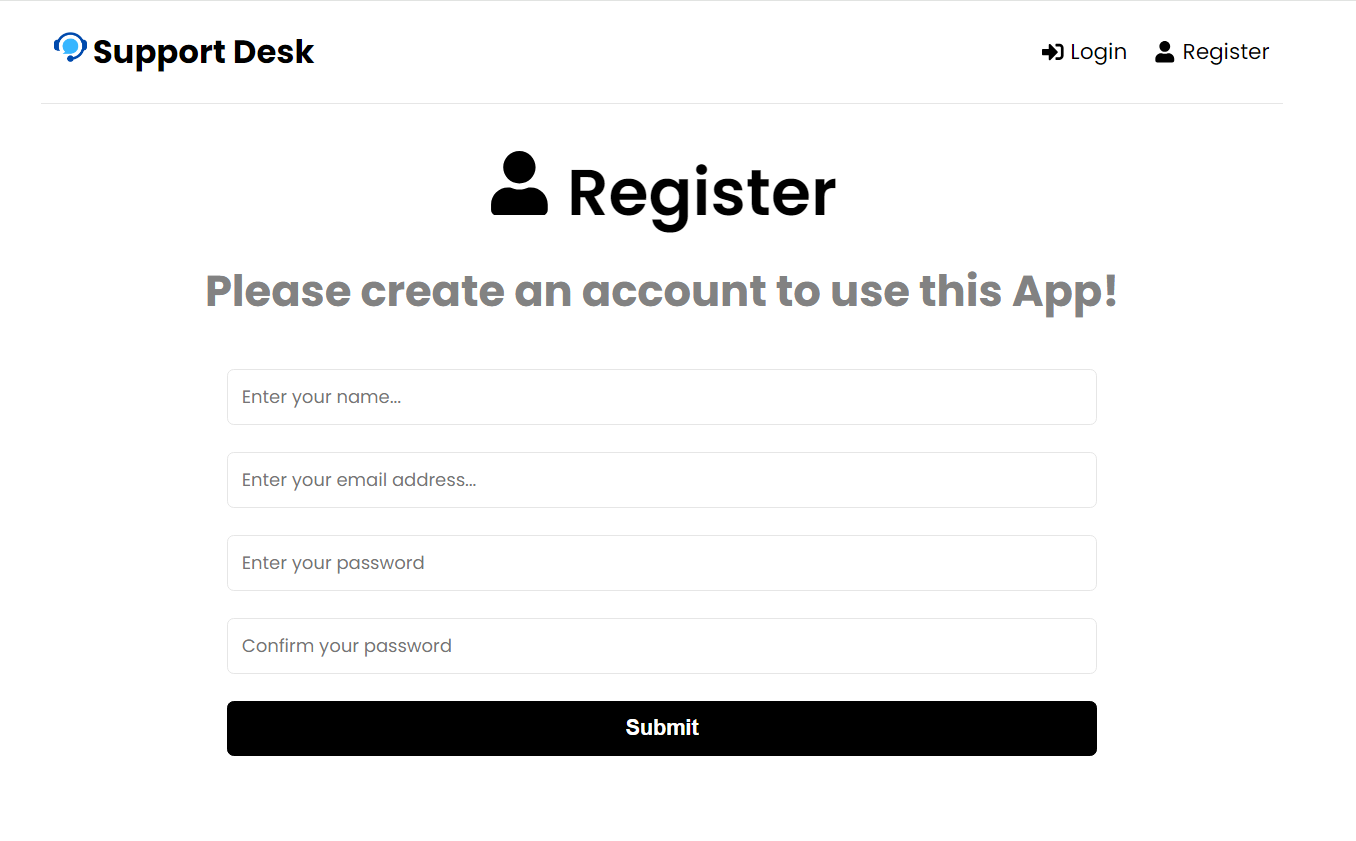 Support Desk
Login
Register
Register
Please create an account to use this App!
Enter your name...
Enter your email address...
Enter your password
Confirm your password
Submit